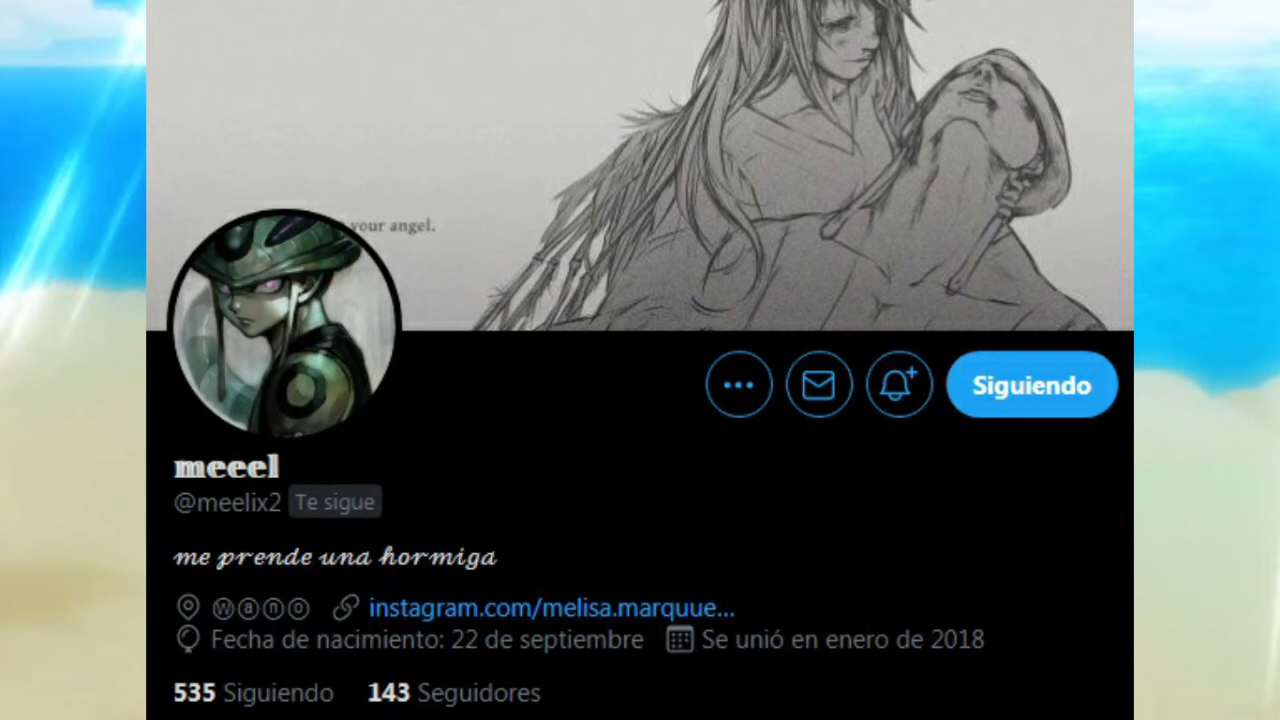 your angel.
Siguiendo
meeel
@meelix2 Te sigue
me prende una hormiga
Ⓦⓐⓝⓞ instagram.com/melisa.marquue...
Fecha de nacimiento: 22 de septiembre Se unió en enero de 2018
535 Siguiendo 143 Seguidores